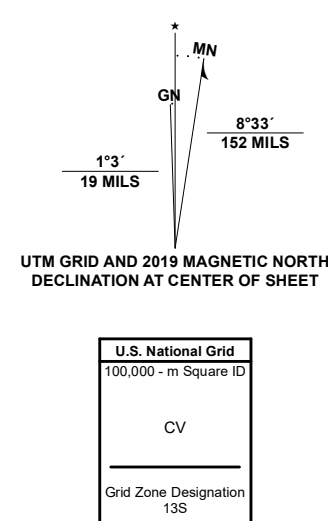 ★
MN
GN
8°33´
152 MILS
1°3´
19 MILS
UTM GRID AND 2019 MAGNETIC NORTH
DECLINATION AT CENTER OF SHEET
U.S. National Grid
100,000 - m Square ID
CV
Grid Zone Designation
13S